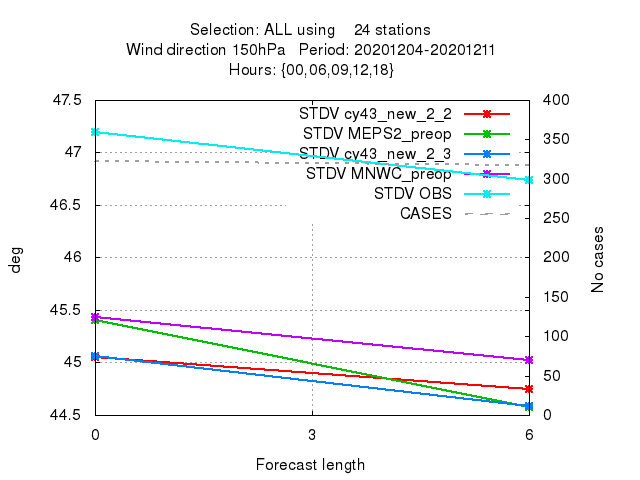 Selection: ALL using 24 stations
Wind direction 150hPa Period: 20201204-20201211
Hours: {00,06,09,12,18}
47.5
47
46.5
46
45.5
45
44.5
400
350
300
250
200
150
100
50
0
STDV cy43_new_2_2
STDV MEPS2_preop
STDV cy43_new_2_3
STDV MNWC_preop
STDV OBS
CASES
deg
No cases
0 3 6
Forecast length